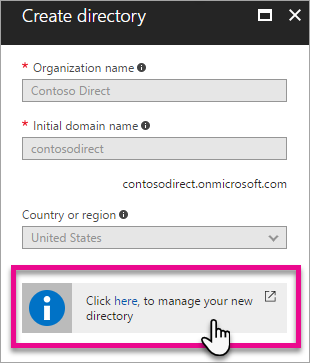 Create directory
* Organization name
Contoso Direct
* Initial domain name
contosodirect
contosodirect.onmicrosoft.com
Country or region
United States
Click here, to manage your new
directory